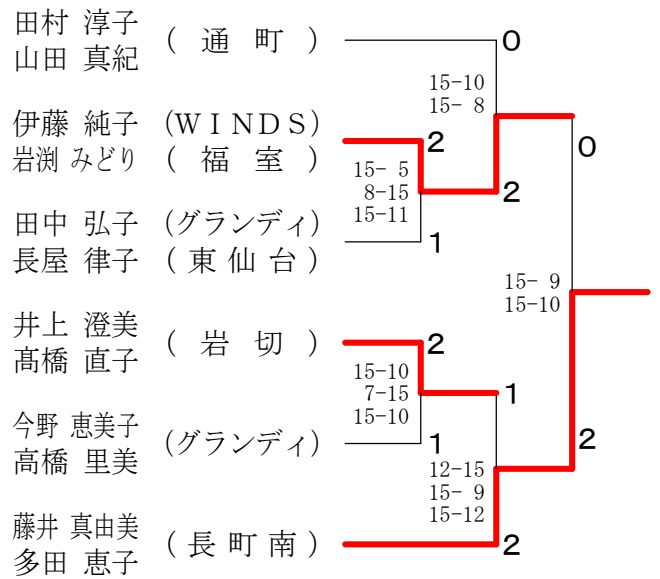 田村 淳子
山田 真紀
( 通 町 )
0
15-10
15- 8
伊藤 純子
岩渕 みどり
(ＷＩＮＤＳ)
( 福 室 )
2
0
15- 5
8-15
15-11
2
田中 弘子
長屋 律子
(グランディ)
( 東 仙 台 )
1
15- 9
15-10
井上 澄美
髙橋 直子
( 岩 切 )
2
15-10
7-15
15-10
1
今野 恵美子
高橋 里美
(グランディ)
1
2
12-15
15- 9
15-12
藤井 真由美
多田 恵子
( 長 町 南 )
2